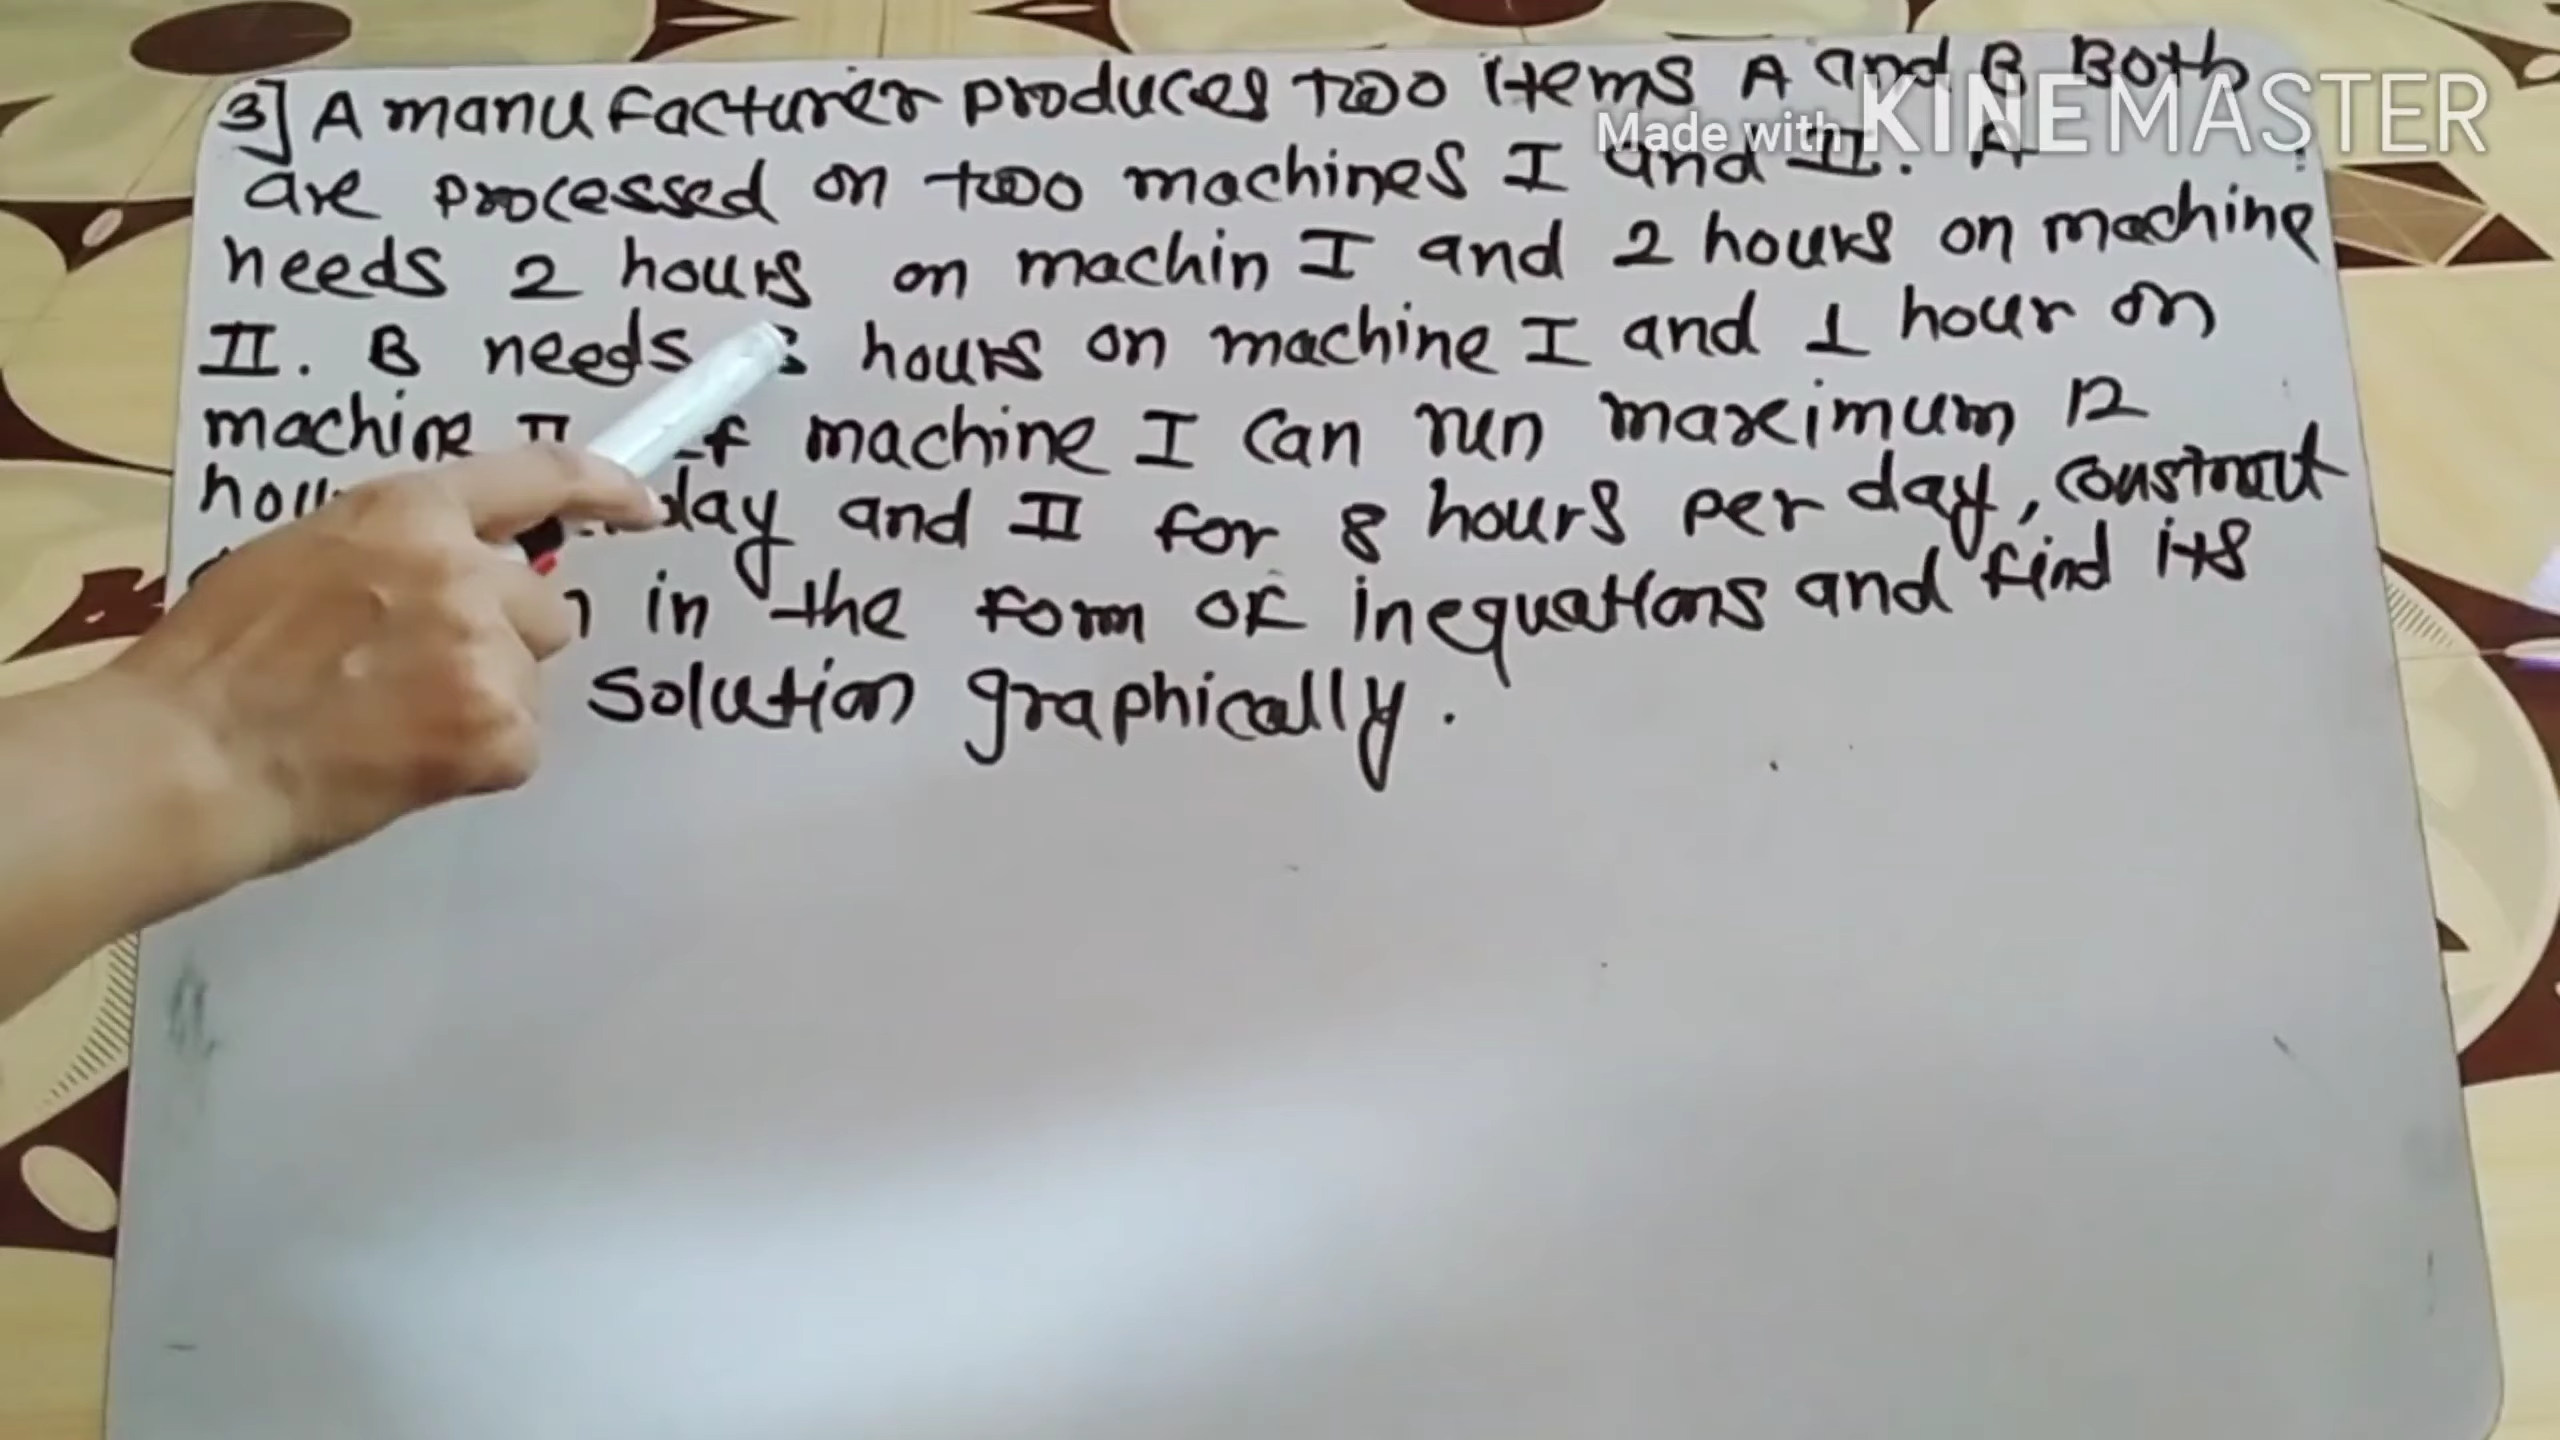 3] A manufacturer produces two items A and B Both
Made with KINEMASTER
are processed on two machines I and II. A
needs 2 hours on machin I and 2 hours on machine
II. B needs hours on machine I and 1 hour on
machine II. If machine I can run maximum 12
day and II for 8 hours per day, construct
in the form of inequations and find its
solution graphically.